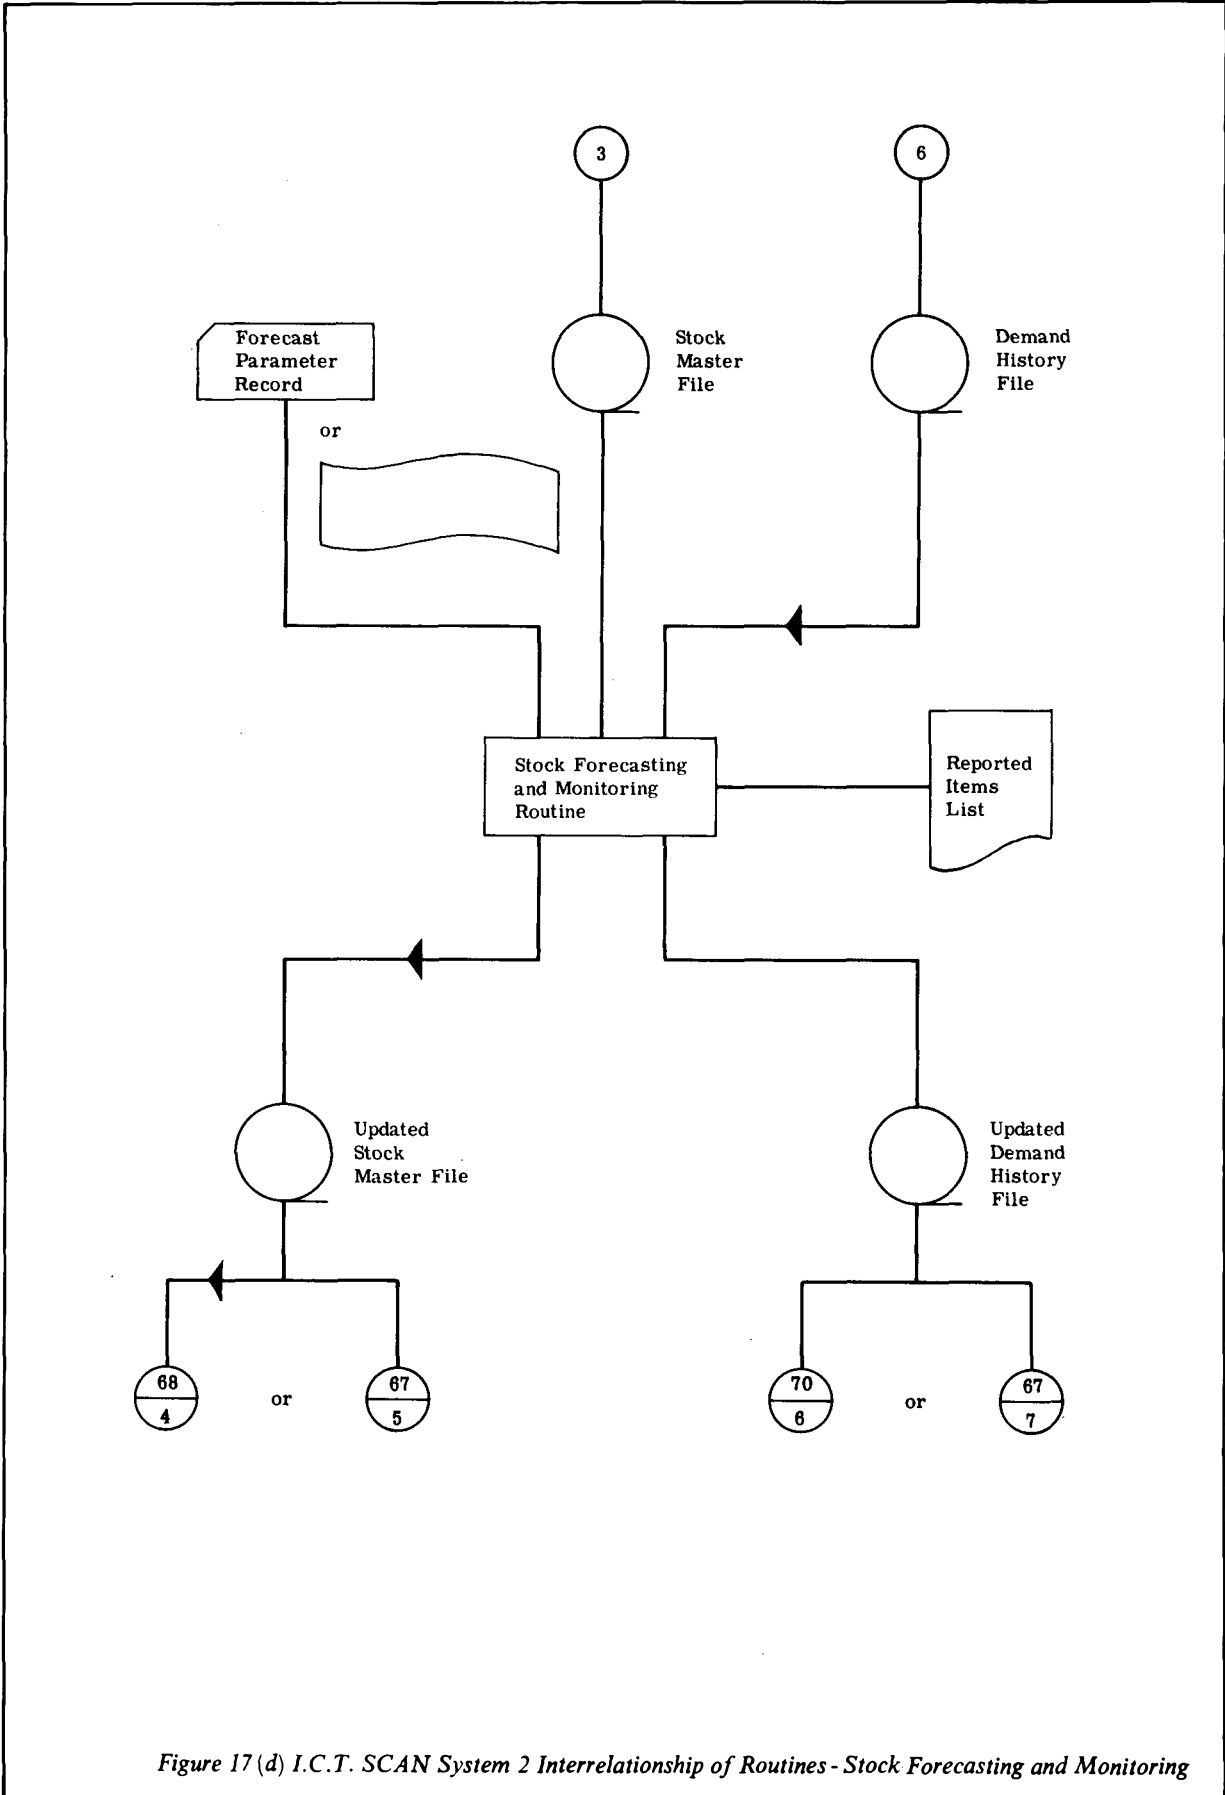 3
6
Forecast
Parameter
Record
or
Stock
Master
File
Demand
History
File
Stock Forecasting
and Monitoring
Routine
Reported
Items
List
Updated
Stock
Master File
Updated
Demand
History
File
68
4
or
67
5
70
6
or
67
7
Figure 17 (d) I.C.T. SCAN System 2 Interrelationship of Routines - Stock Forecasting and Monitoring